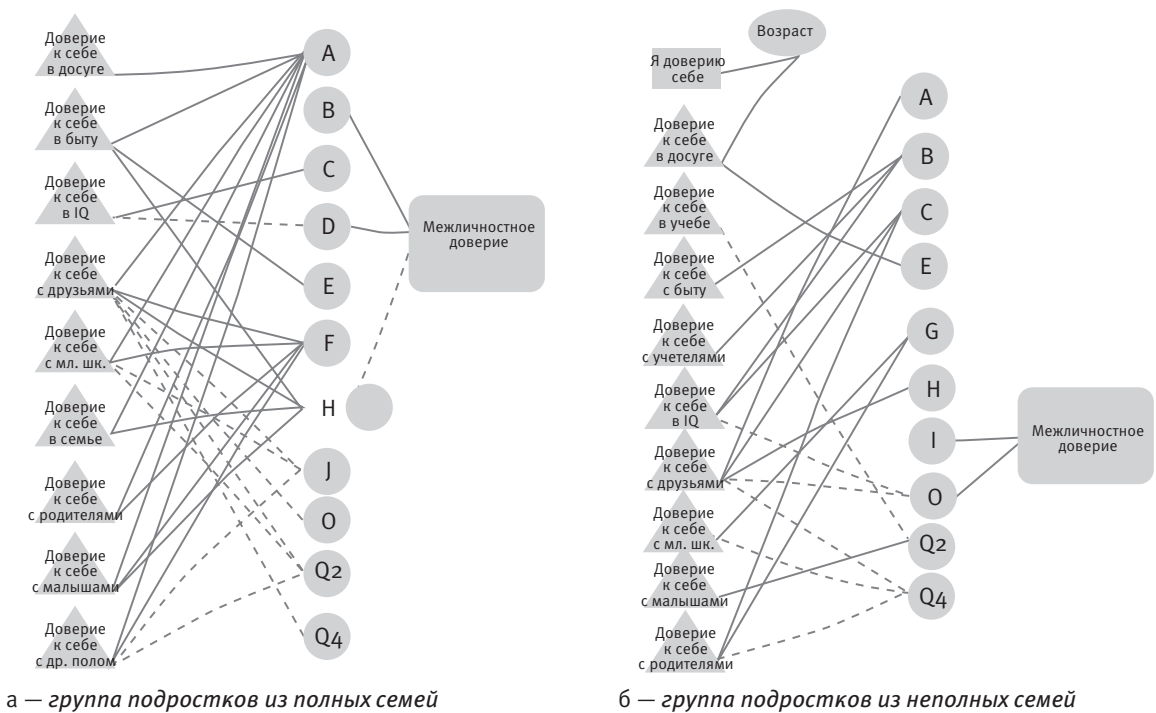 Доверие
к себе
в досуге
Доверие
к себе
в быту
Доверие
к себе
в IQ
Доверие
к себе
с друзьями
Доверие
к себе
с мл. шк.
Доверие
к себе
в семье
Доверие
к себе
с родителями
Доверие
к себе
с малышами
Доверие
к себе
с др. полом
A
B
C
D
E
F
H
J
O
Q2
Q4
Межличностное
доверие
а — группа подростков из полных семей
Возраст
Я доверию
себе
Доверие
к себе
в досуге
Доверие
к себе
в учебе
Доверие
к себе
с быту
Доверие
к себе
с учетелями
Доверие
к себе
в IQ
Доверие
к себе
с друзьями
Доверие
к себе
с мл. шк.
Доверие
к себе
с малышами
Доверие
к себе
с родителями
A
B
C
E
G
H
I
O
Q2
Q4
Межличностное
доверие
б — группа подростков из неполных семей